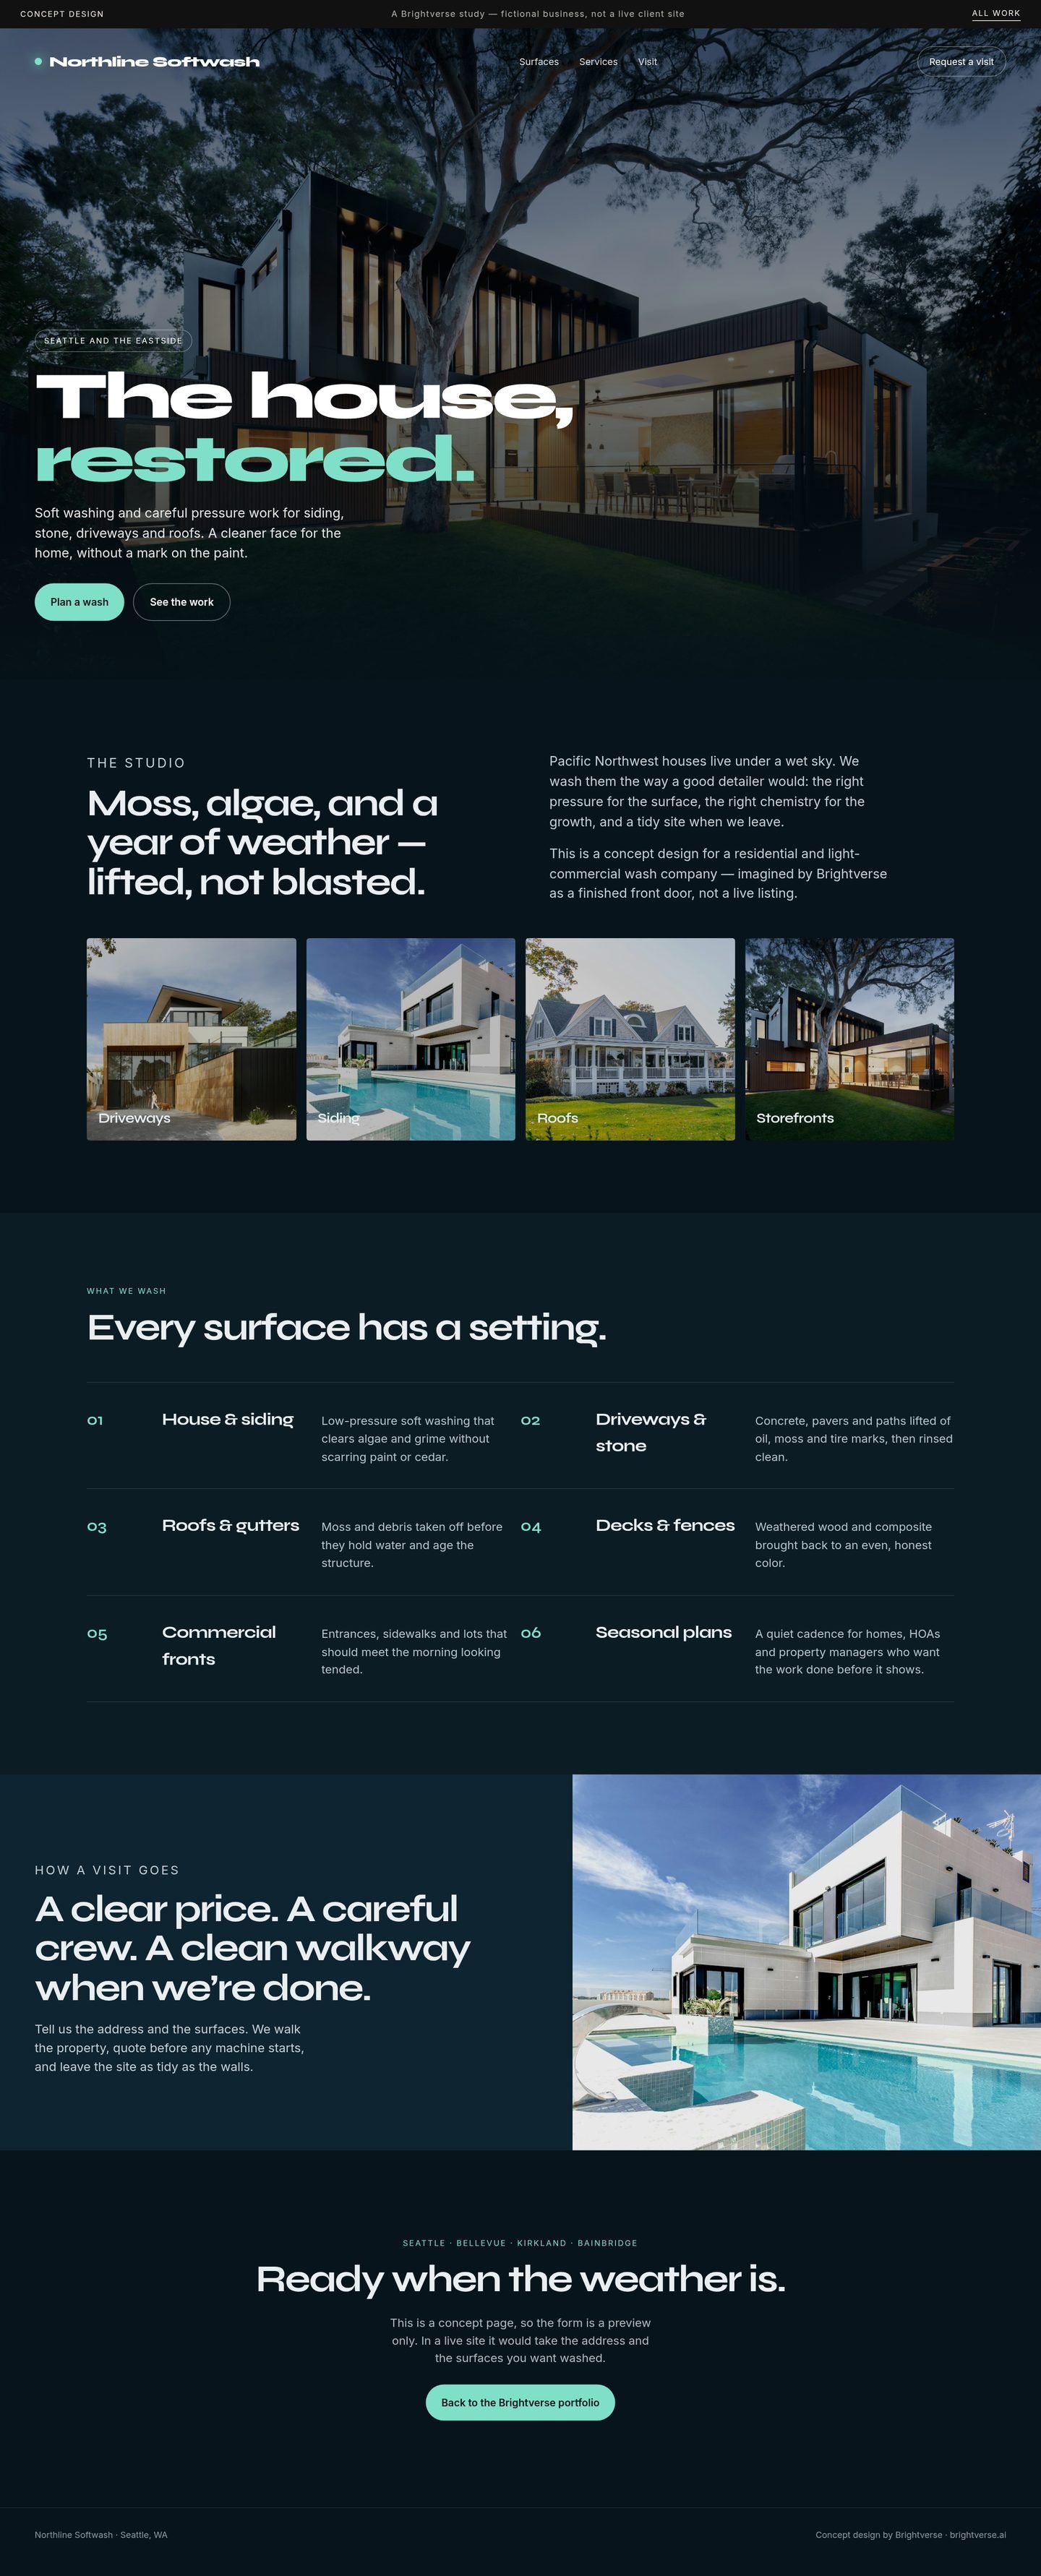 CONCEPT DESIGN
A Brightverse study — fictional business, not a live client site
ALL WORK
Northline Softwash
Surfaces
Services
Visit
Request a visit
SEATTLE AND THE EASTSIDE
The house,
restored.
Soft washing and careful pressure work for siding,
stone, driveways and roofs. A cleaner face for the
home, without a mark on the paint.
Plan a wash
See the work
THE STUDIO
Moss, algae, and a
year of weather —
lifted, not blasted.
Pacific Northwest houses live under a wet sky. We
wash them the way a good detailer would: the right
pressure for the surface, the right chemistry for the
growth, and a tidy site when we leave.
This is a concept design for a residential and light-
commercial wash company — imagined by Brightverse
as a finished front door, not a live listing.
Driveways
Siding
Roofs
Storefronts
WHAT WE WASH
Every surface has a setting.
01
House & siding
Low-pressure soft washing that
clears algae and grime without
scarring paint or cedar.
02
Driveways &
stone
Concrete, pavers and paths lifted of
oil, moss and tire marks, then rinsed
clean.
03
Roofs & gutters
Moss and debris taken off before
they hold water and age the
structure.
04
Decks & fences
Weathered wood and composite
brought back to an even, honest
color.
05
Commercial
fronts
Entrances, sidewalks and lots that
should meet the morning looking
tended.
06
Seasonal plans
A quiet cadence for homes, HOAs
and property managers who want
the work done before it shows.
HOW A VISIT GOES
A clear price. A careful
crew. A clean walkway
when we’re done.
Tell us the address and the surfaces. We walk
the property, quote before any machine starts,
and leave the site as tidy as the walls.
SEATTLE · BELLEVUE · KIRKLAND · BAINBRIDGE
Ready when the weather is.
This is a concept page, so the form is a preview
only. In a live site it would take the address and
the surfaces you want washed.
Back to the Brightverse portfolio
Northline Softwash · Seattle, WA
Concept design by Brightverse · brightverse.ai